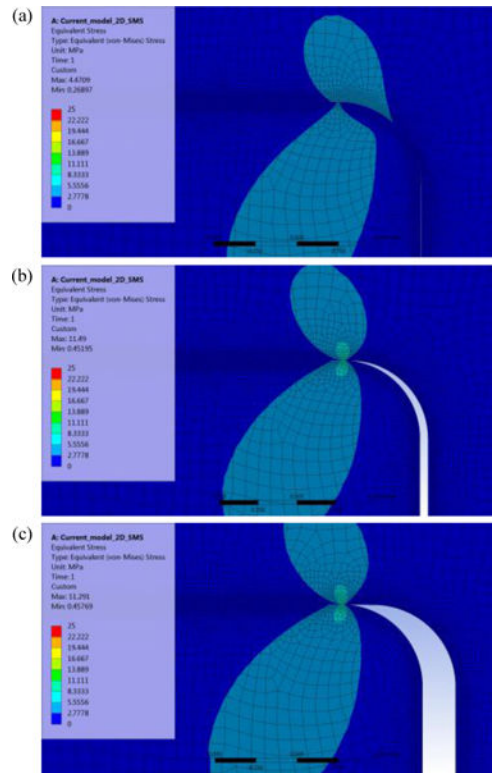 (a)
A: Current_model_2D_SMS
Equivalent Stress
Type: Equivalent (von-Mises) Stress
Unit: MPa
Time: 1
Custom
Max: 4.4709
Min: 0.26897
25
22.222
19.444
16.667
13.889
11.111
8.3333
5.5556
2.7778
0
(b)
A: Current_model_2D_SMS
Equivalent Stress
Type: Equivalent (von-Mises) Stress
Unit: MPa
Time: 1
Custom
Max: 11.49
Min: 0.45195
25
22.222
19.444
16.667
13.889
11.111
8.3333
5.5556
2.7778
0
(c)
A: Current_model_2D_SMS
Equivalent Stress
Type: Equivalent (von-Mises) Stress
Unit: MPa
Time: 1
Custom
Max: 11.291
Min: 0.45769
25
22.222
19.444
16.667
13.889
11.111
8.3333
5.5556
2.7778
0